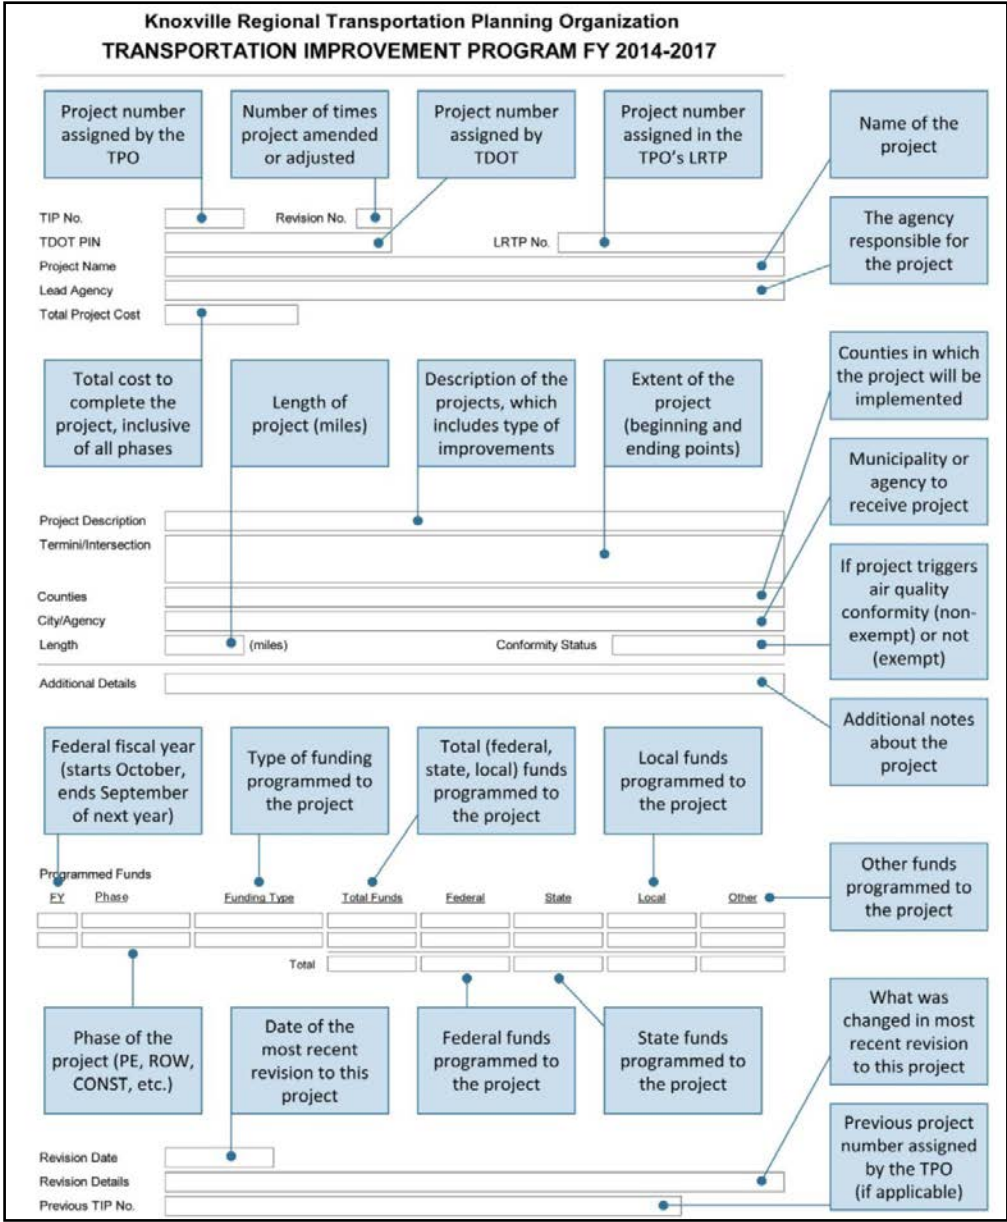 Knoxville Regional Transportation Planning Organization
TRANSPORTATION IMPROVEMENT PROGRAM FY 2014-2017
Project number
assigned by the
TPO
Number of times
project amended
or adjusted
Project number
assigned by
TDOT
Project number
assigned in the
TPO's LRTP
Name of the
project
TIP No.
Revision No.
TDOT PIN
LRTP No.
Project Name
Lead Agency
Total Project Cost
The agency
responsible for
the project
Total cost to
complete the
project, inclusive
of all phases
Length of
project (miles)
Description of the
projects, which
includes type of
improvements
Extent of the
project
(beginning and
ending points)
Counties in which
the project will be
implemented
Municipality or
agency to
receive project
Project Description
Termini/Intersection
Counties
City/Agency
Length
(miles)
Conformity Status
If project triggers
air quality
conformity (non-
exempt) or not
(exempt)
Additional Details
Additional notes
about the
project
Federal fiscal year
(starts October,
ends September
of next year)
Type of funding
programmed to
the project
Total (federal,
state, local) funds
programmed to
the project
Local funds
programmed to
the project
Other funds
programmed to
the project
Programmed Funds
FY
Phase
Funding Type
Total Funds
Federal
State
Local
Other
Total
Phase of the
project (PE, ROW,
CONST, etc.)
Date of the
most recent
revision to this
project
Federal funds
programmed to
the project
State funds
programmed to
the project
What was
changed in most
recent revision
to this project
Previous project
number assigned
by the TPO
(if applicable)
Revision Date
Revision Details
Previous TIP No.